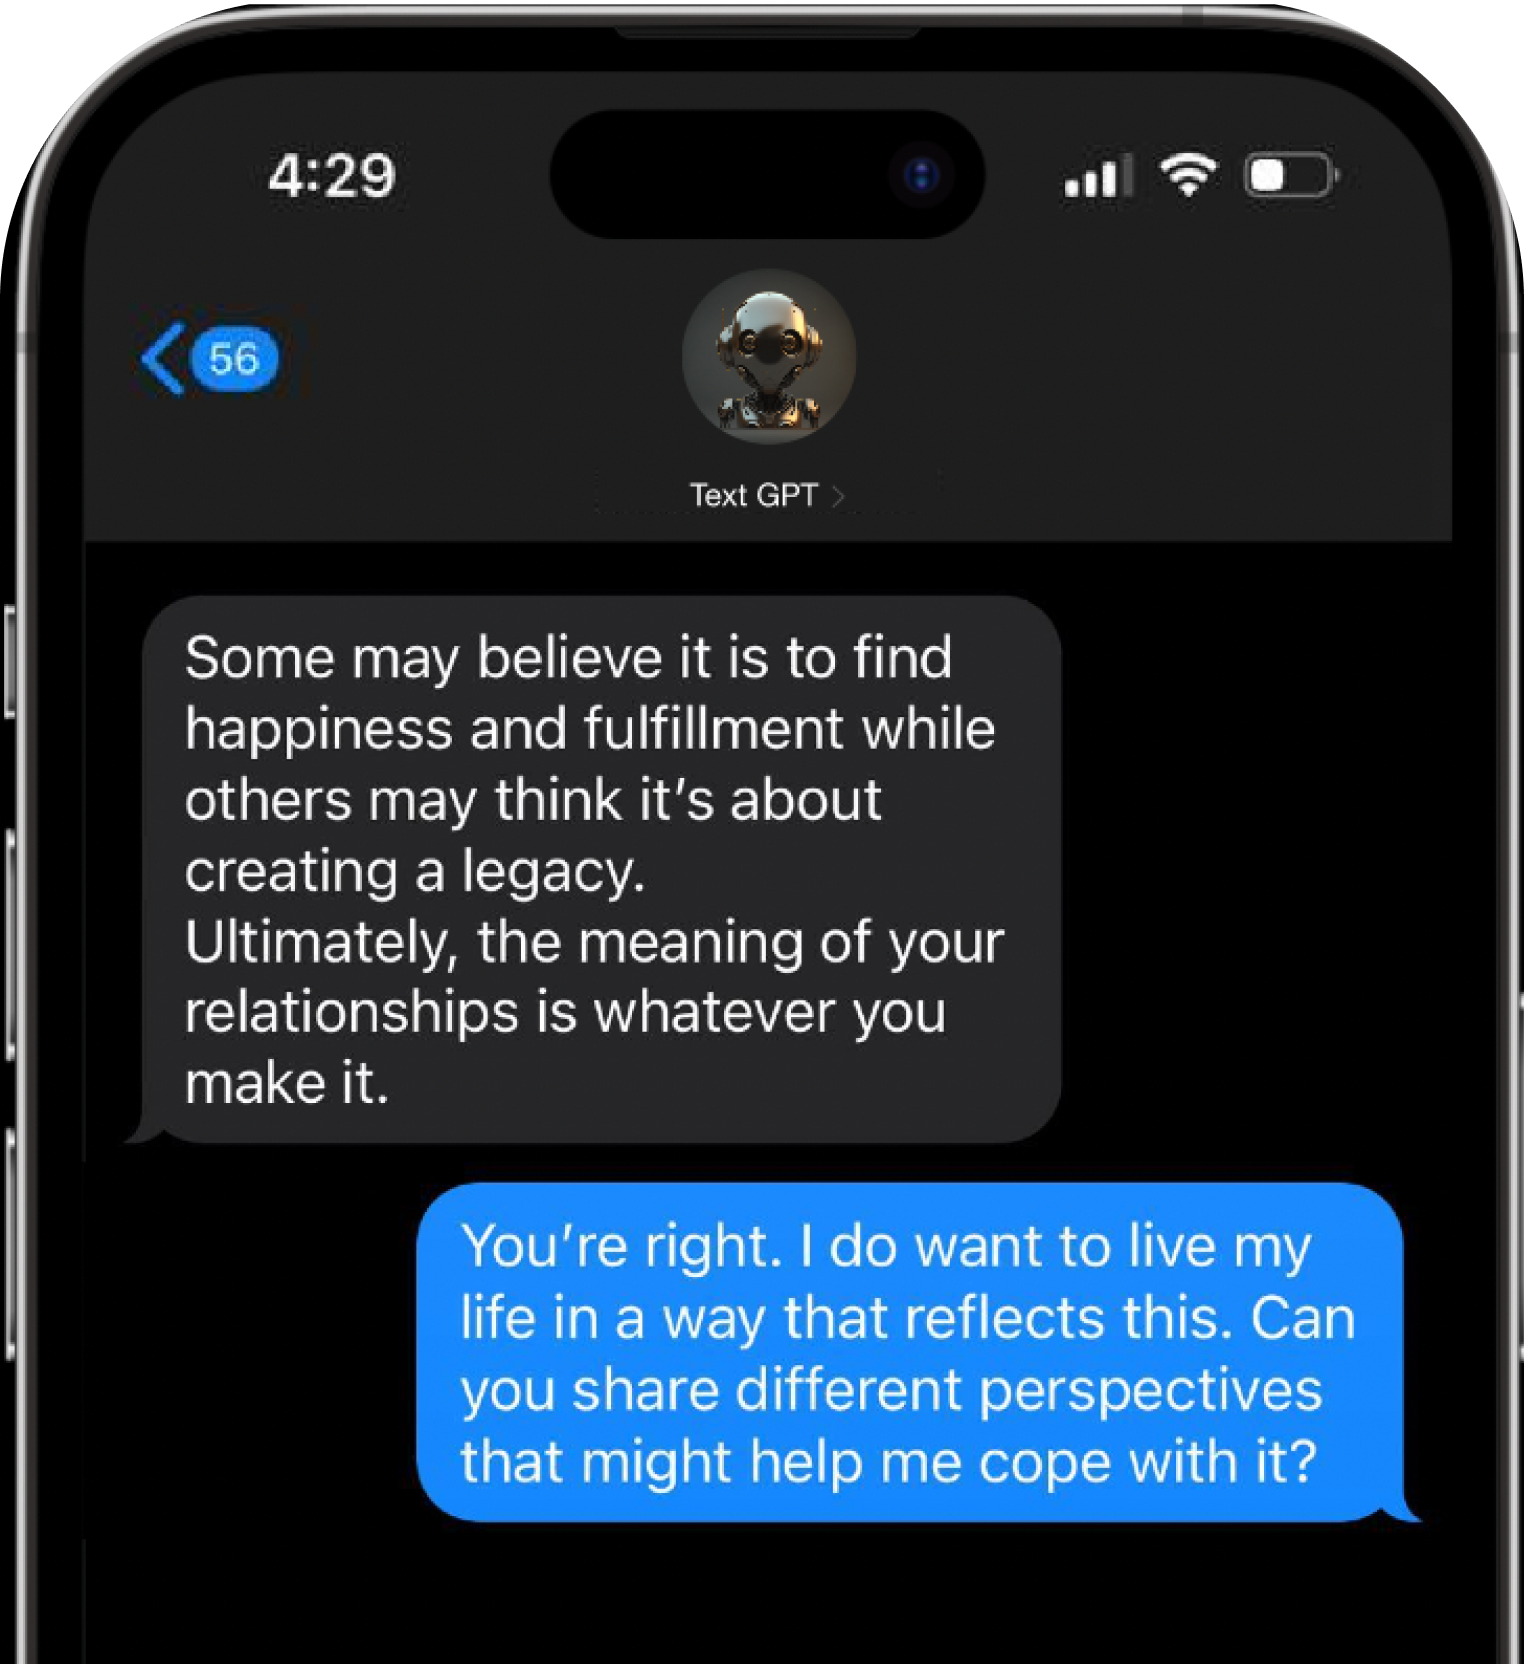 4:29
56
Text GPT
Some may believe it is to find
happiness and fulfillment while
others may think it’s about
creating a legacy.
Ultimately, the meaning of your
relationships is whatever you
make it.
You’re right. I do want to live my
life in a way that reflects this. Can
you share different perspectives
that might help me cope with it?